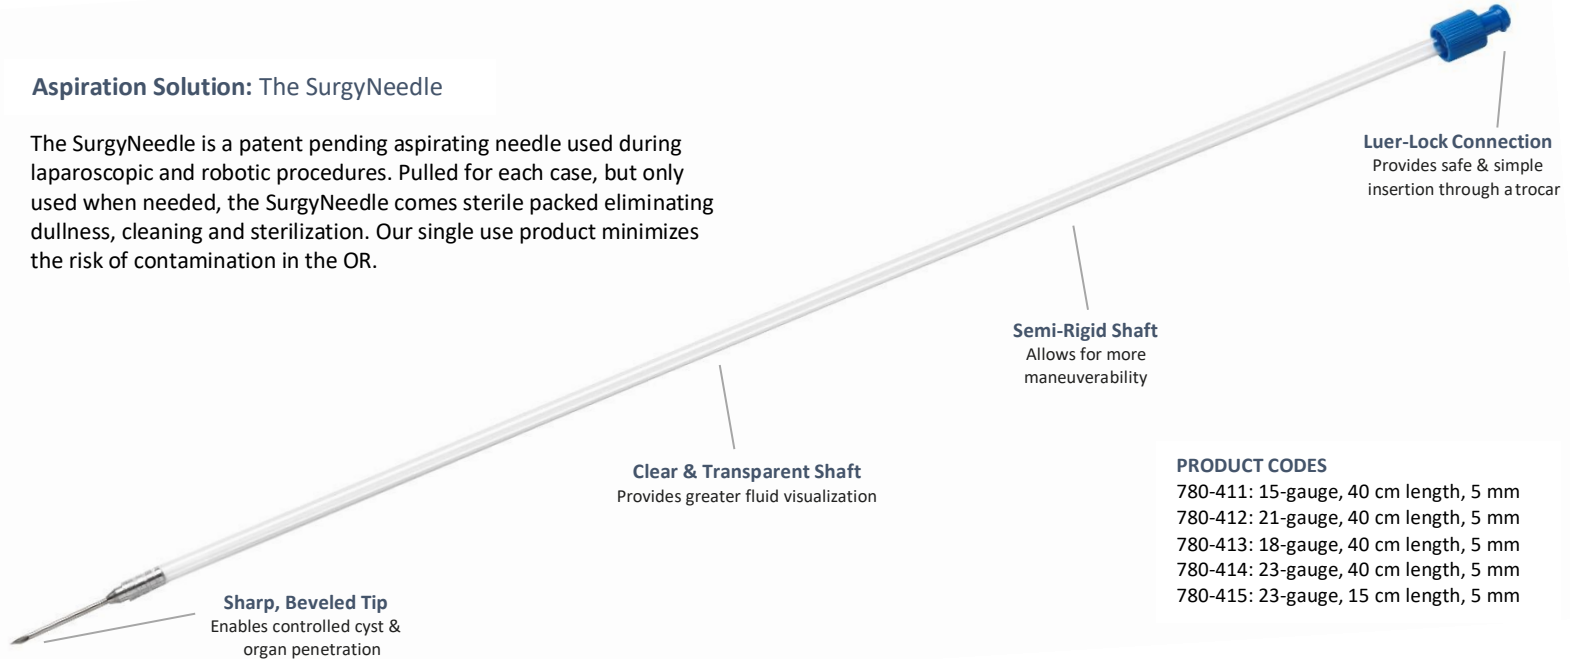 Aspiration Solution: The SurgyNeedle
The SurgyNeedle is a patent pending aspirating needle used during
laparoscopic and robotic procedures. Pulled for each case, but only
used when needed, the SurgyNeedle comes sterile packed eliminating
dullness, cleaning and sterilization. Our single use product minimizes
the risk of contamination in the OR.
Luer-Lock Connection
Provides safe & simple
insertion through a trocar
Semi-Rigid Shaft
Allows for more
maneuverability
Clear & Transparent Shaft
Provides greater fluid visualization
Sharp, Beveled Tip
Enables controlled cyst &
organ penetration
PRODUCT CODES
780-411: 15-gauge, 40 cm length, 5 mm
780-412: 21-gauge, 40 cm length, 5 mm
780-413: 18-gauge, 40 cm length, 5 mm
780-414: 23-gauge, 40 cm length, 5 mm
780-415: 23-gauge, 15 cm length, 5 mm